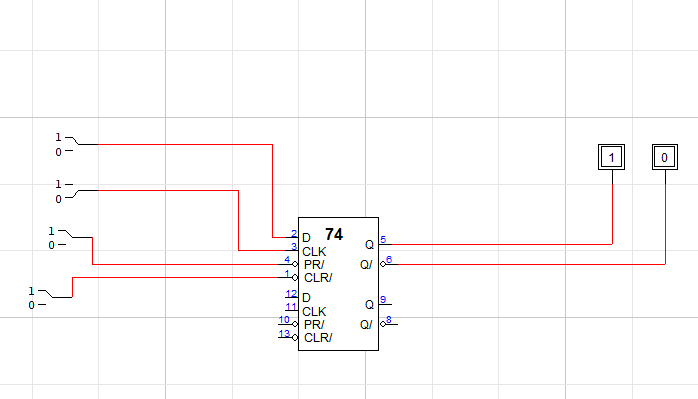 1
0
1
0
1
0
1
0
1 0
74
2 D
3 CLK
4 PR/
1 CLR/
Q 5
Q/ 6
12 D
11 CLK
10 PR/
13 CLR/
Q 9
Q/ 8